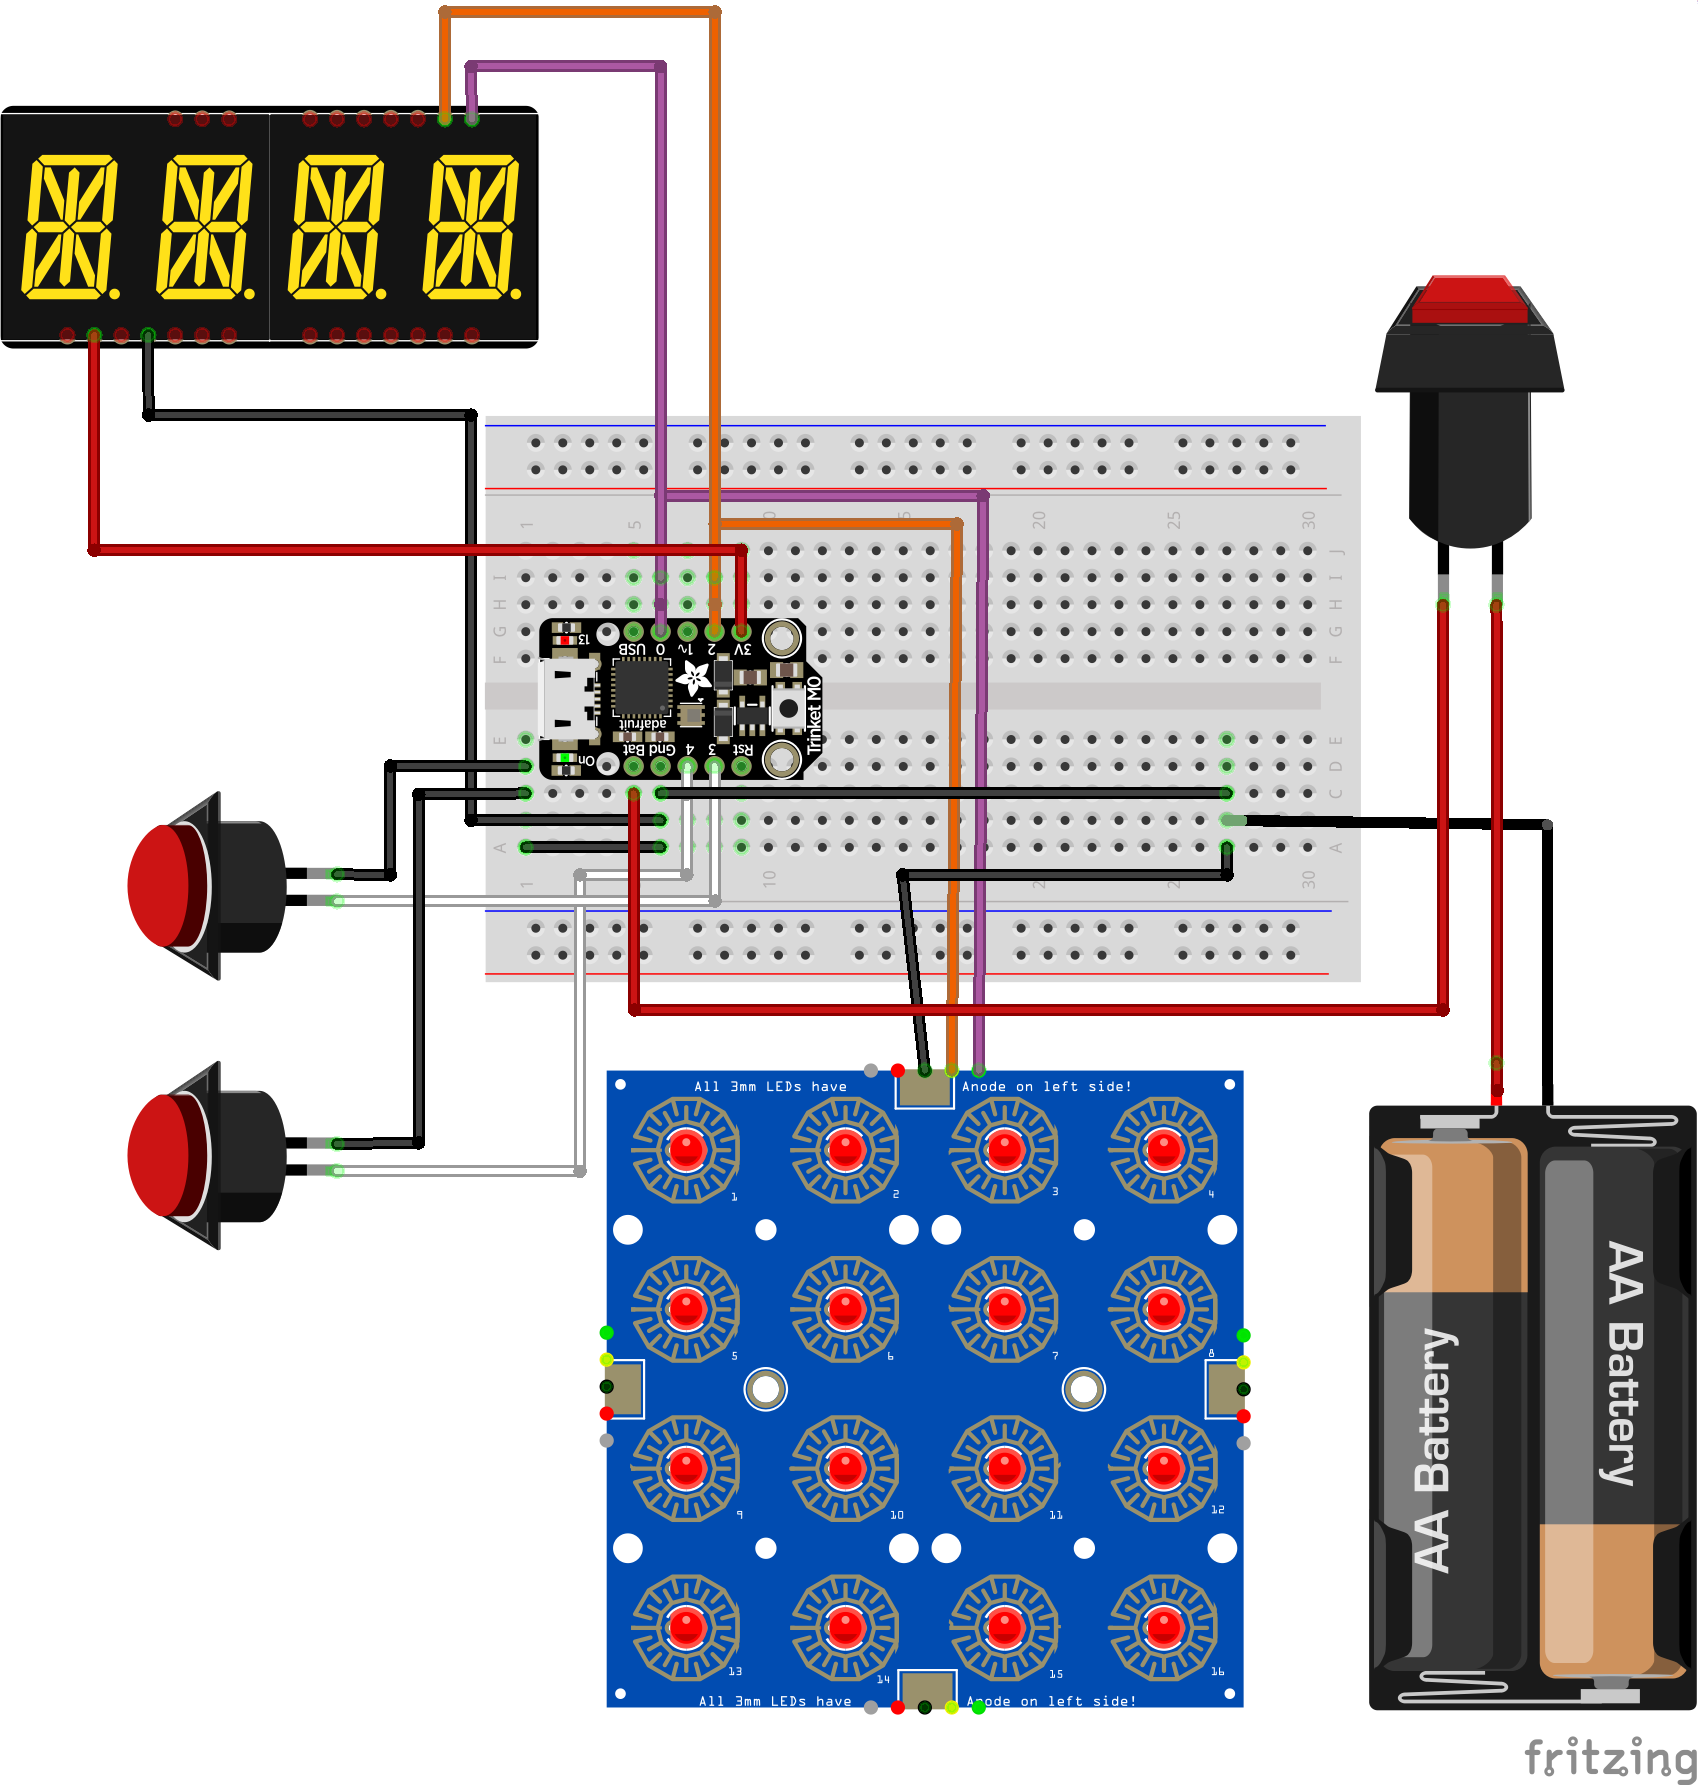 1
5
20
25
30
J
I
I
H
H
G
G
F
F
13
USB
0
1~
2
3V
adafruit
Trinket M0
On
Bat
Gnd
4
3
Rst
E
E
D
D
C
C
A
A
1
10
30
All 3mm LEDs have
Anode on left side!
1
2
3
4
5
6
7
8
9
10
11
12
13
14
15
16
All 3mm LEDs have
Anode on left side!
AA Battery
AA Battery
fritzing